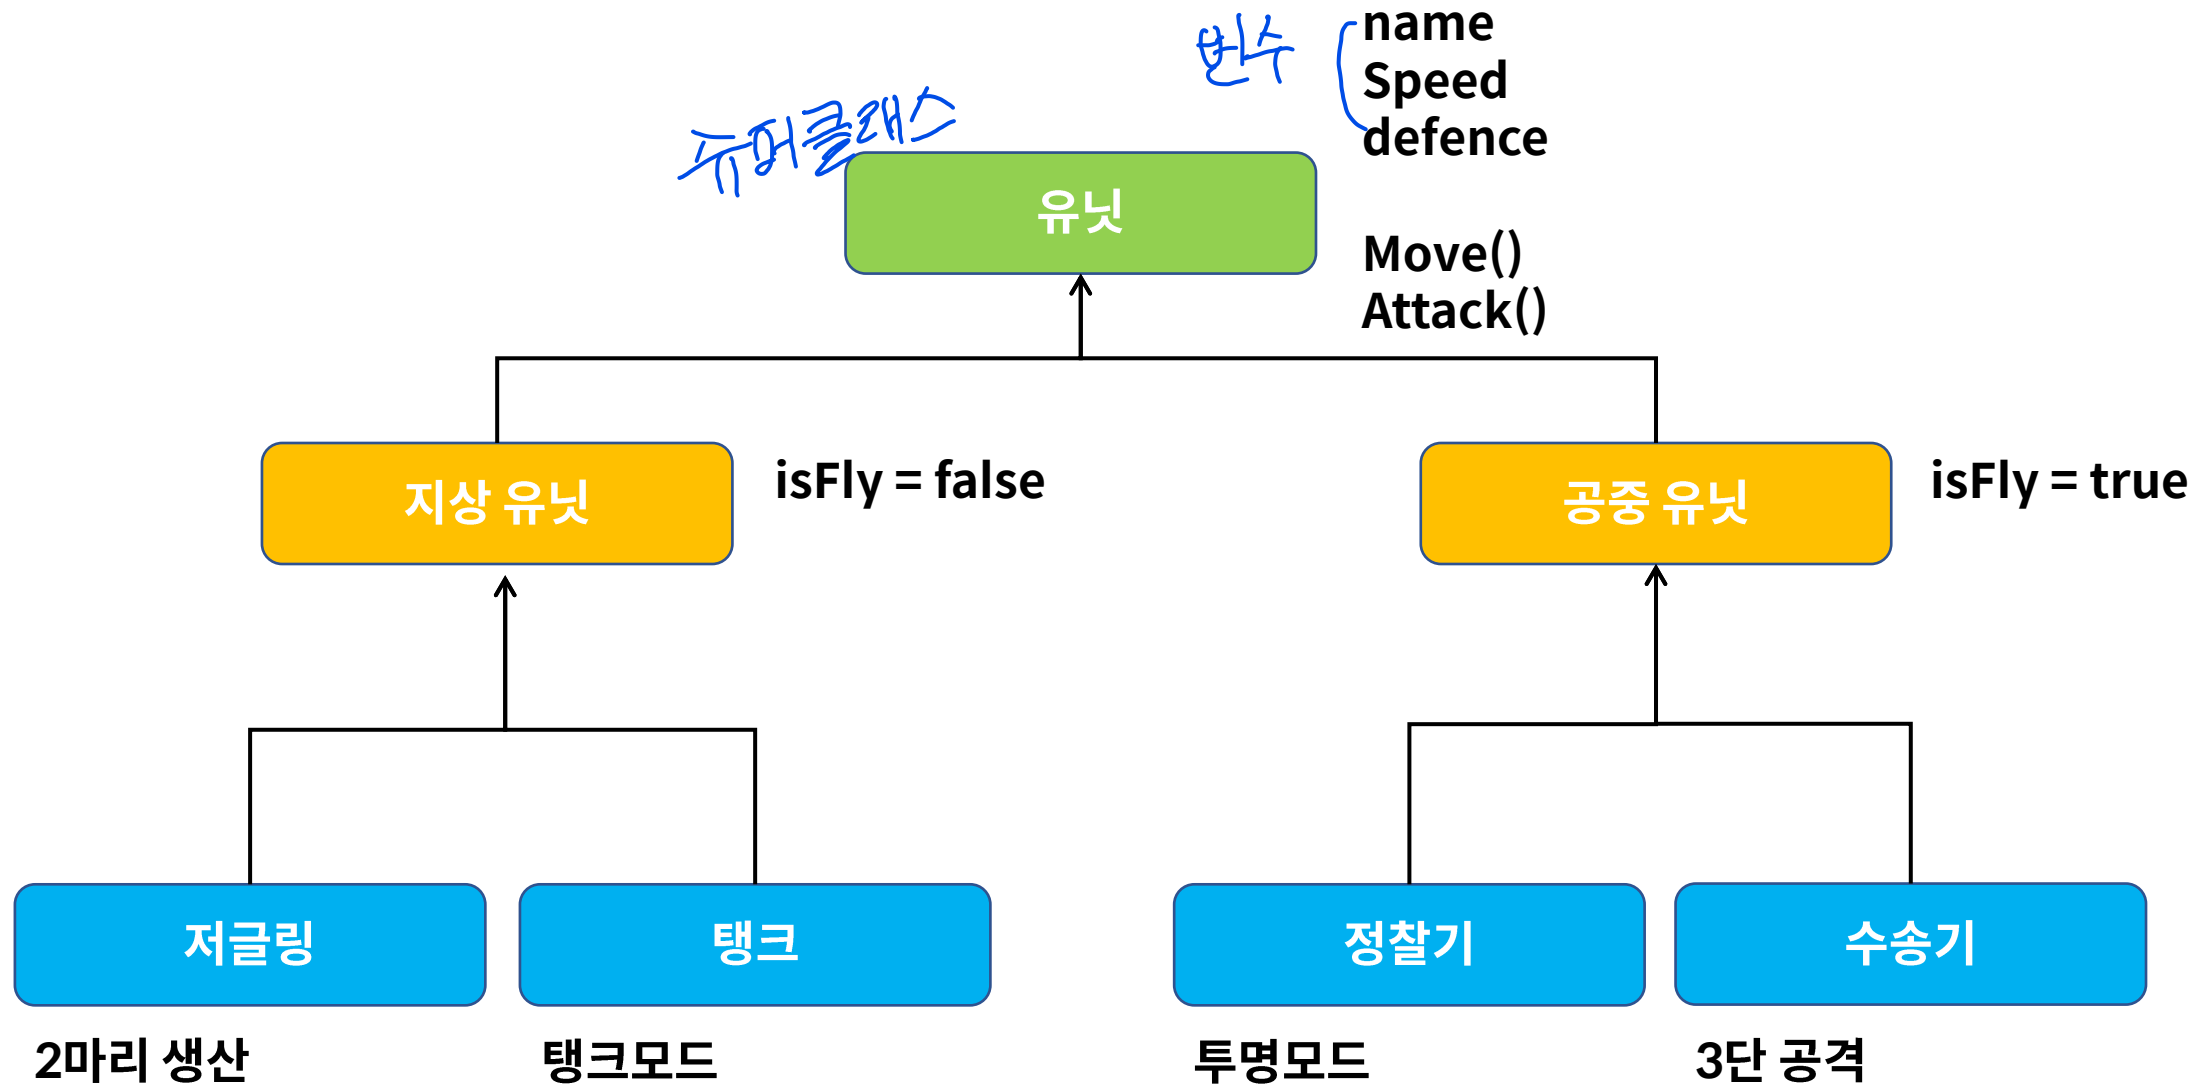 변수
name
Speed
defence
슈퍼클래스
유닛
Move()
Attack()
지상 유닛
isFly = false
공중 유닛
isFly = true
저글링
탱크
정찰기
수송기
2마리 생산
탱크모드
투명모드
3단 공격